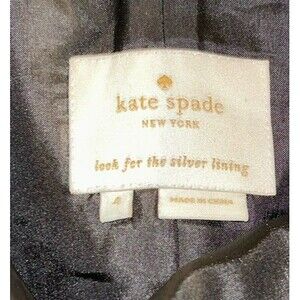 kate spade
NEW YORK
look for the silver lining
4
MADE IN CHINA